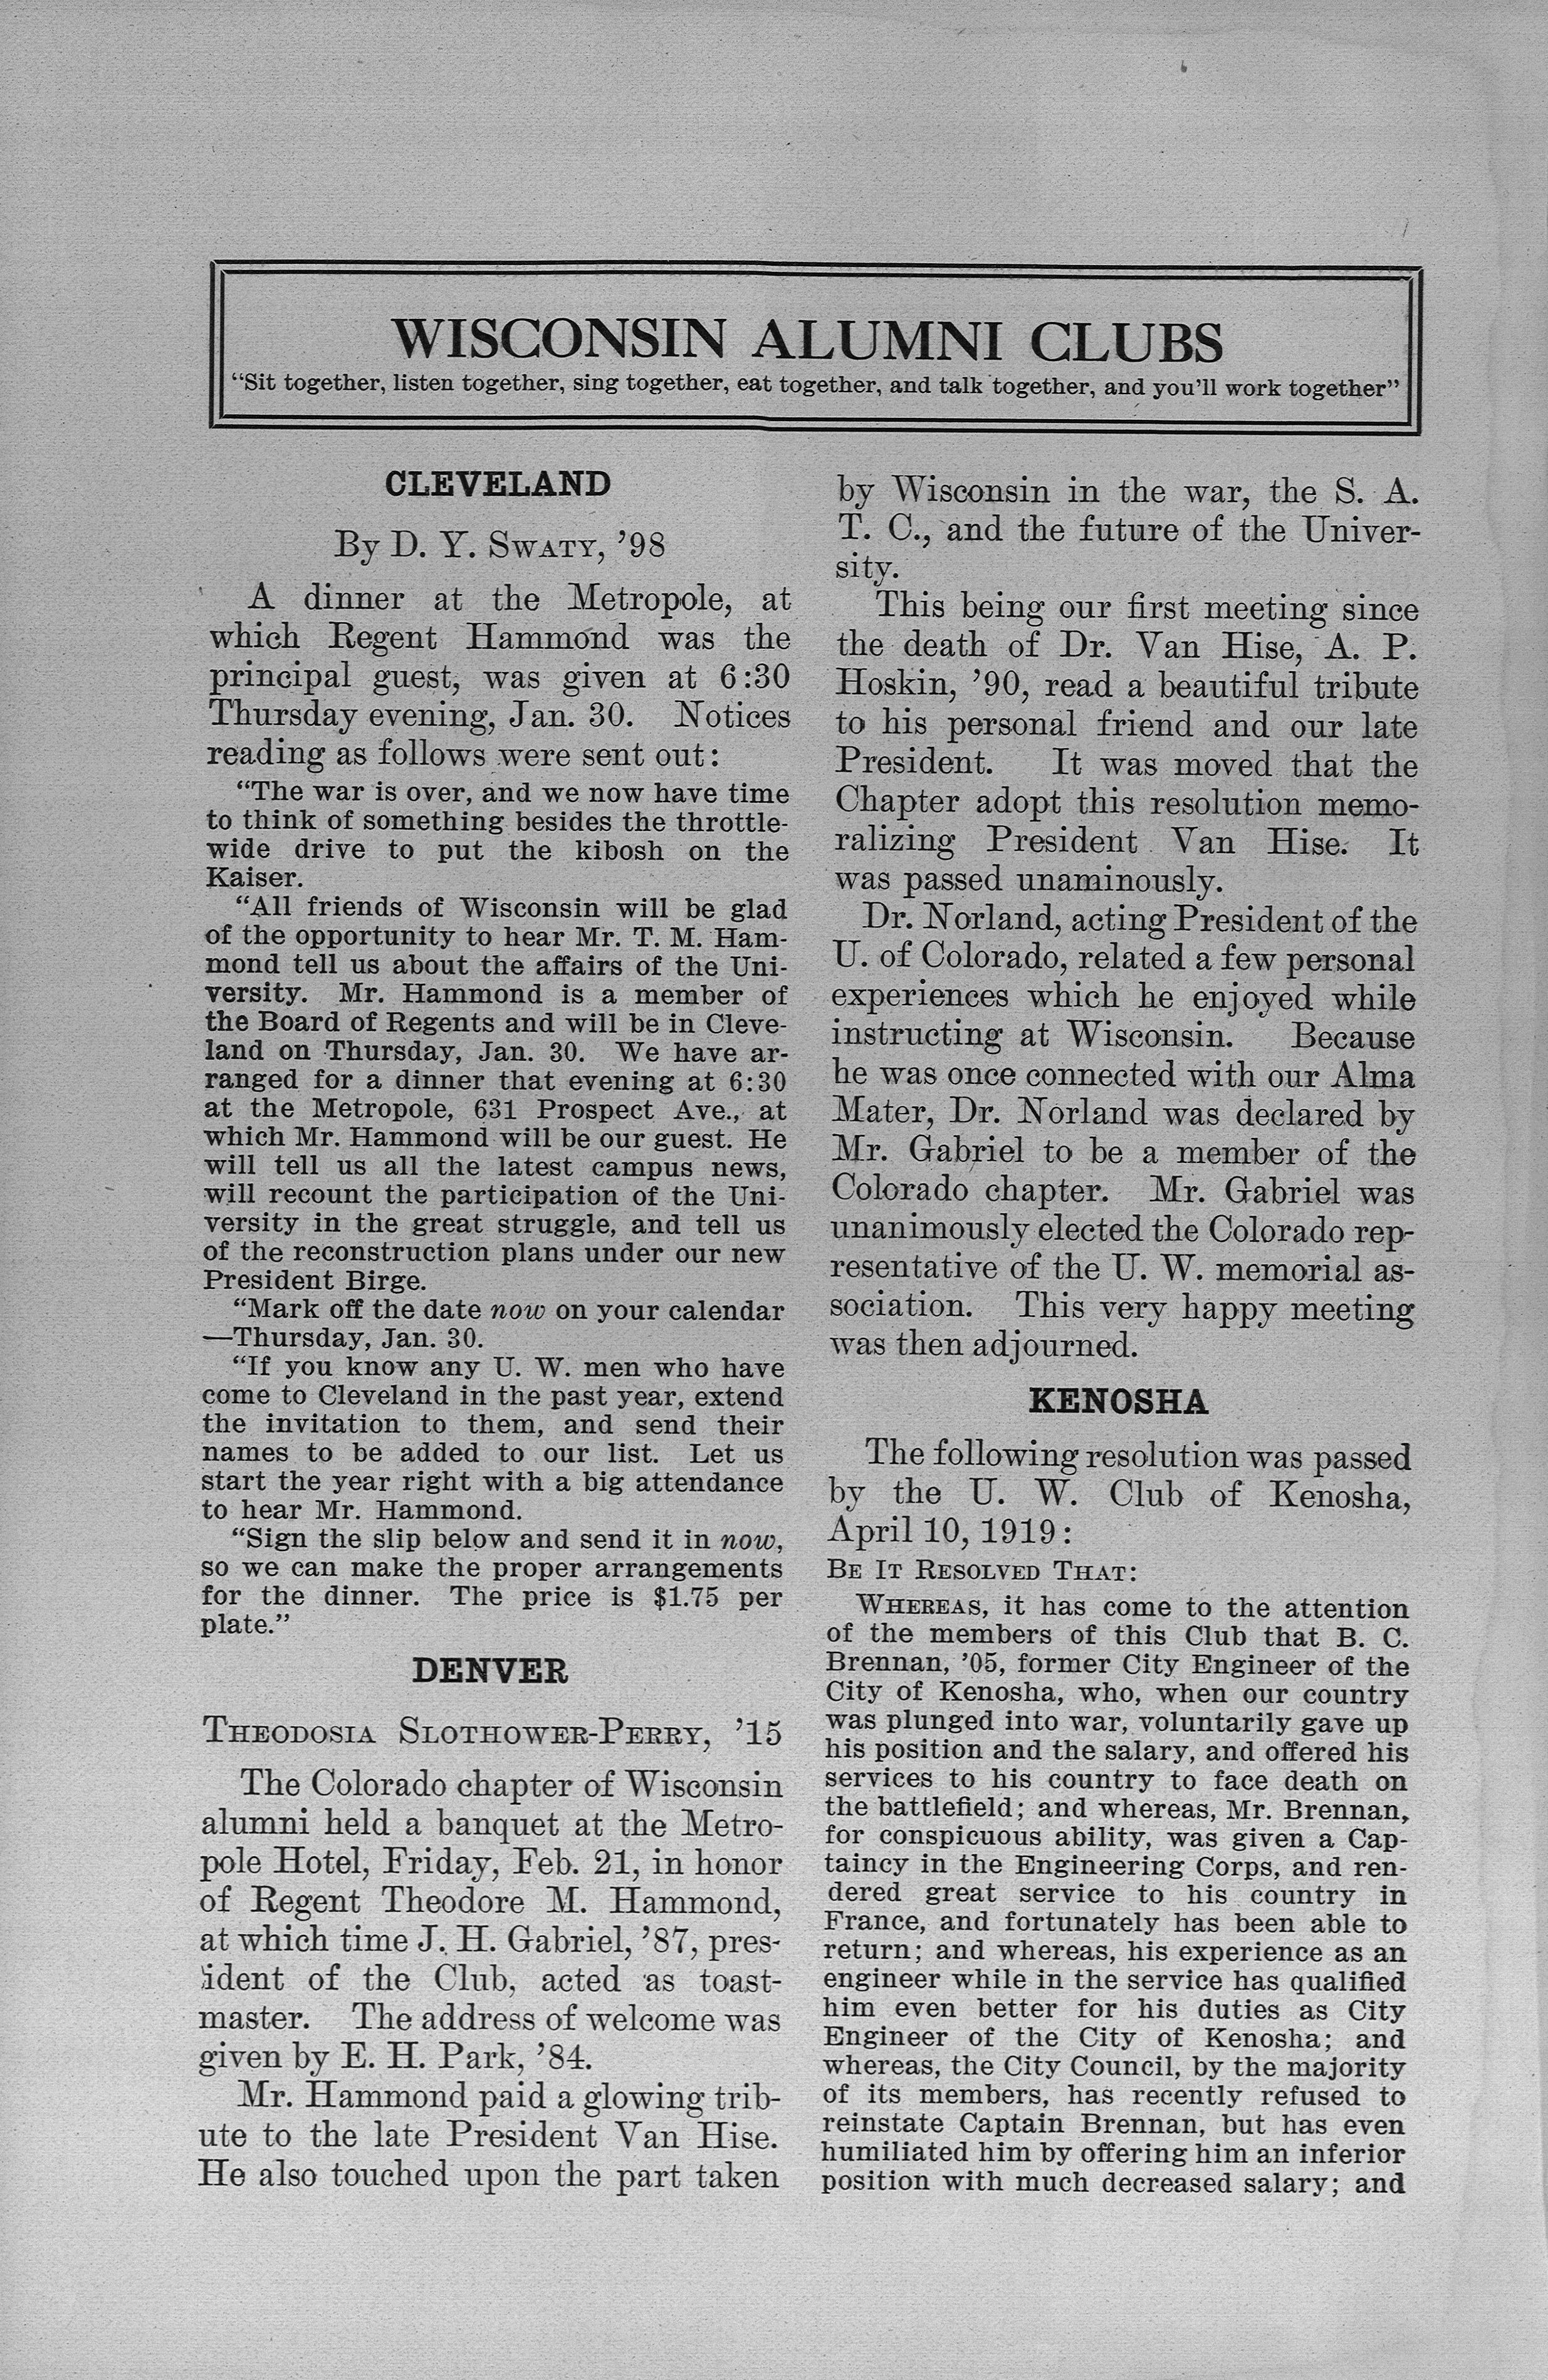 WISCONSIN ALUMNI CLUBS
“Sit together, listen together, sing together, eat together, and talk together, and you’ll work together”
CLEVELAND
By D. Y. SWATY, ’98
A dinner at the Metropole, at
which Regent Hammond was the
principal guest, was given at 6:30
Thursday evening, Jan. 30. Notices
reading as follows were sent out:
“The war is over, and we now have time
to think of something besides the throttle-
wide drive to put the kibosh on the
Kaiser.
“All friends of Wisconsin will be glad
of the opportunity to hear Mr. T. M. Ham-
mond tell us about the affairs of the Uni-
versity. Mr. Hammond is a member of
the Board of Regents and will be in Cleve-
land on Thursday, Jan. 30. We have ar-
ranged for a dinner that evening at 6:30
at the Metropole, 631 Prospect Ave., at
which Mr. Hammond will be our guest. He
will tell us all the latest campus news,
will recount the participation of the Uni-
versity in the great struggle, and tell us
of the reconstruction plans under our new
President Birge.
“Mark off the date now on your calendar
—Thursday, Jan. 30.
“If you know any U. W. men who have
come to Cleveland in the past year, extend
the invitation to them, and send their
names to be added to our list. Let us
start the year right with a big attendance
to hear Mr. Hammond.
“Sign the slip below and send it in now,
so we can make the proper arrangements
for the dinner. The price is $1.75 per
plate.”
DENVER
THEODOSIA SLOTHOWER-PERRY, ’15
The Colorado chapter of Wisconsin
alumni held a banquet at the Metro-
pole Hotel, Friday, Feb. 21, in honor
of Regent Theodore M. Hammond,
at which time J. H. Gabriel, ’87, pres-
ident of the Club, acted as toast-
master. The address of welcome was
given by E. H. Park, ’84.
Mr. Hammond paid a glowing trib-
ute to the late President Van Hise.
He also touched upon the part taken
by Wisconsin in the war, the S. A.
T. C., and the future of the Univer-
sity.
This being our first meeting since
the death of Dr. Van Hise, A. P.
Hoskin, ’90, read a beautiful tribute
to his personal friend and our late
President. It was moved that the
Chapter adopt this resolution memo-
ralizing President Van Hise. It
was passed unaminously.
Dr. Norland, acting President of the
U. of Colorado, related a few personal
experiences which he enjoyed while
instructing at Wisconsin. Because
he was once connected with our Alma
Mater, Dr. Norland was declared by
Mr. Gabriel to be a member of the
Colorado chapter. Mr. Gabriel was
unanimously elected the Colorado rep-
resentative of the U. W. memorial as-
sociation. This very happy meeting
was then adjourned.
KENOSHA
The following resolution was passed
by the U. W. Club of Kenosha,
April 10, 1919:
BE IT RESOLVED THAT:
WHEREAS, it has come to the attention
of the members of this Club that B. C.
Brennan, ’05, former City Engineer of the
City of Kenosha, who, when our country
was plunged into war, voluntarily gave up
his position and the salary, and offered his
services to his country to face death on
the battlefield; and whereas, Mr. Brennan,
for conspicuous ability, was given a Cap-
taincy in the Engineering Corps, and ren-
dered great service to his country in
France, and fortunately has been able to
return; and whereas, his experience as an
engineer while in the service has qualified
him even better for his duties as City
Engineer of the City of Kenosha; and
whereas, the City Council, by the majority
of its members, has recently refused to
reinstate Captain Brennan, but has even
humiliated him by offering him an inferior
position with much decreased salary; and